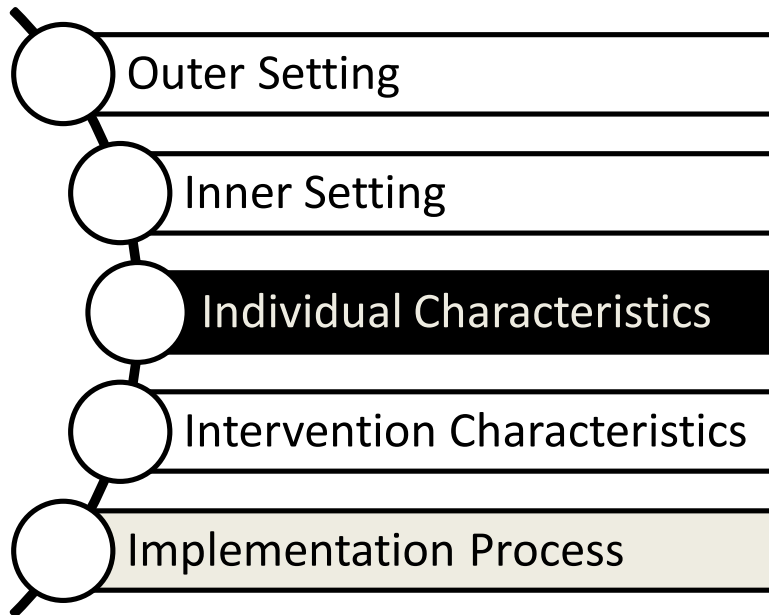 Outer Setting
Inner Setting
Individual Characteristics
Intervention Characteristics
Implementation Process